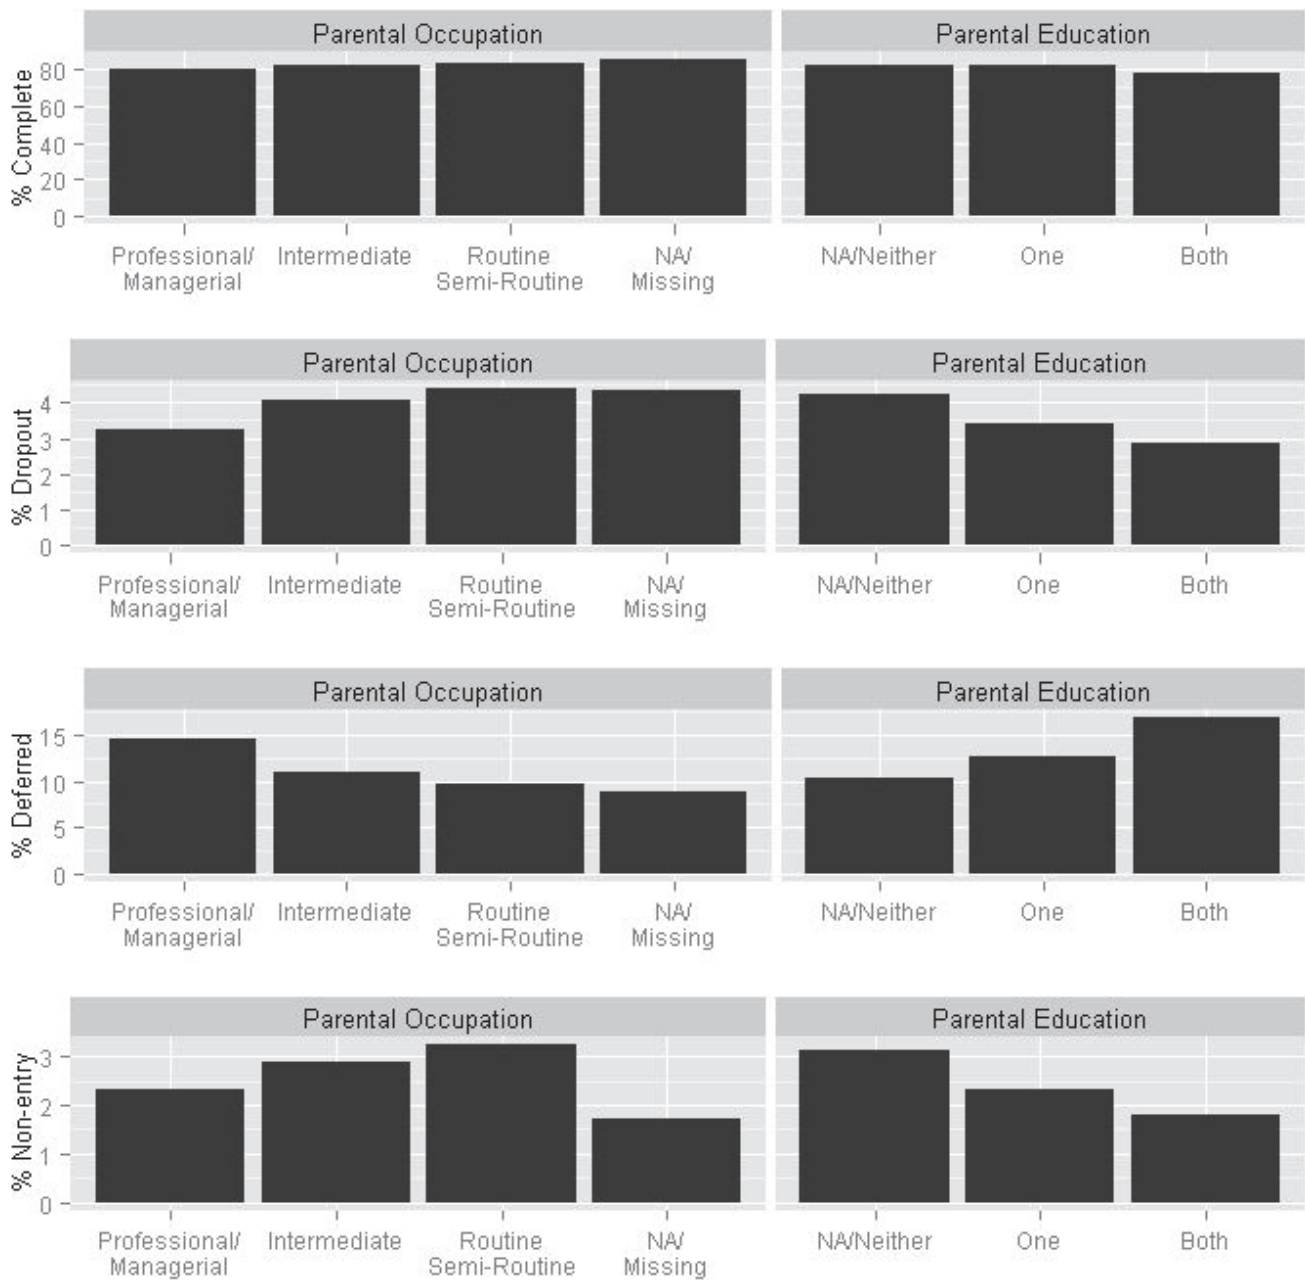 Parental Occupation Parental Education
% Complete
80
60
40
20
0
Professional/ Intermediate Routine NA/ NA/Neither One Both
Managerial Semi-Routine Missing
Parental Occupation Parental Education
% Dropout
4
3
2
1
0
Professional/ Intermediate Routine NA/ NA/Neither One Both
Managerial Semi-Routine Missing
Parental Occupation Parental Education
% Deferred
15
10
5
0
Professional/ Intermediate Routine NA/ NA/Neither One Both
Managerial Semi-Routine Missing
Parental Occupation Parental Education
% Non-entry
3
2
1
0
Professional/ Intermediate Routine NA/ NA/Neither One Both
Managerial Semi-Routine Missing